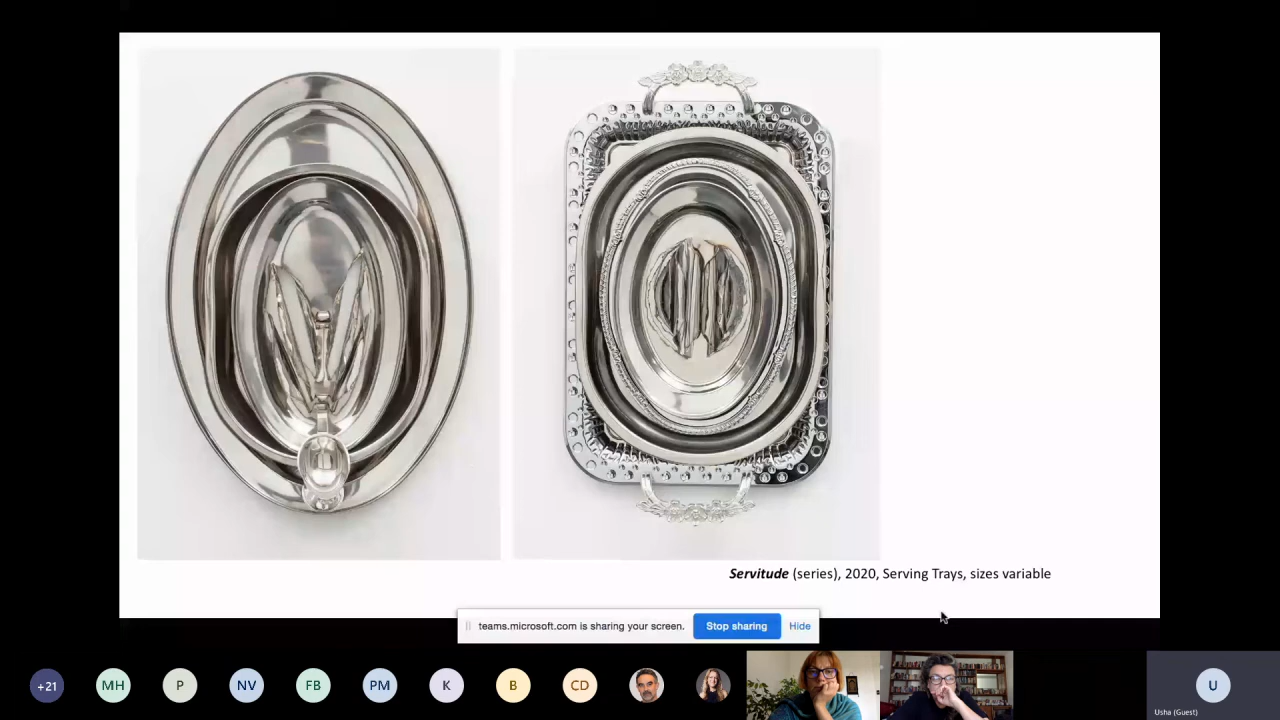 Servitude (series), 2020, Serving Trays, sizes variable
teams.microsoft.com is sharing your screen.
Stop sharing
Hide
+21
MH
P
NV
FB
PM
K
B
CD
U
Usha (Guest)